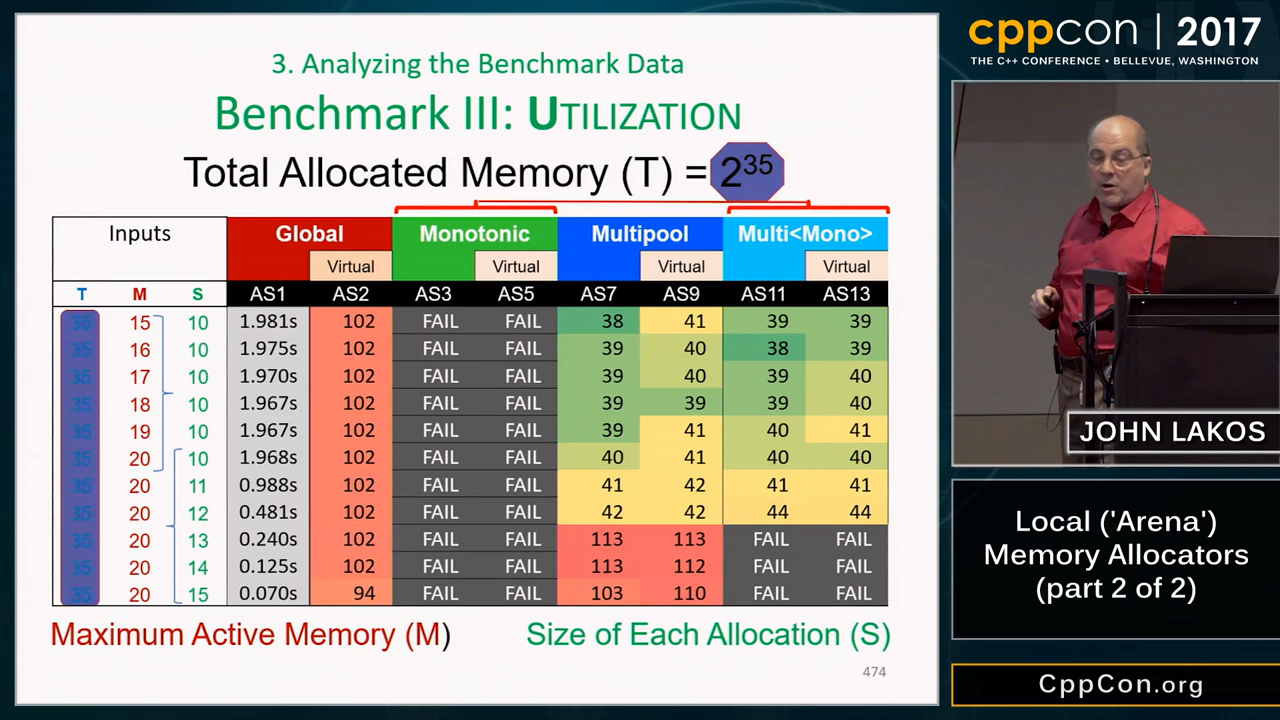 3. Analyzing the Benchmark Data
Benchmark III: UTILIZATION
Total Allocated Memory (T) = 2³⁵
Inputs Global Monotonic Multipool Multi<Mono>
Virtual Virtual Virtual Virtual
T M S AS1 AS2 AS3 AS5 AS7 AS9 AS11 AS13
35 15 10 1.981s 102 FAIL FAIL 38 41 39 39
35 16 10 1.975s 102 FAIL FAIL 39 40 38 39
35 17 10 1.970s 102 FAIL FAIL 39 40 39 40
35 18 10 1.967s 102 FAIL FAIL 39 39 39 40
35 19 10 1.967s 102 FAIL FAIL 39 41 40 41
35 20 10 1.968s 102 FAIL FAIL 40 41 40 40
35 20 11 0.988s 102 FAIL FAIL 41 42 41 41
35 20 12 0.481s 102 FAIL FAIL 42 42 44 44
35 20 13 0.240s 102 FAIL FAIL 113 113 FAIL FAIL
35 20 14 0.125s 102 FAIL FAIL 113 112 FAIL FAIL
35 20 15 0.070s 94 FAIL FAIL 103 110 FAIL FAIL
Maximum Active Memory (M) Size of Each Allocation (S)
474
cppcon | 2017
THE C++ CONFERENCE • BELLEVUE, WASHINGTON
JOHN LAKOS
Local ('Arena')
Memory Allocators
(part 2 of 2)
CppCon.org